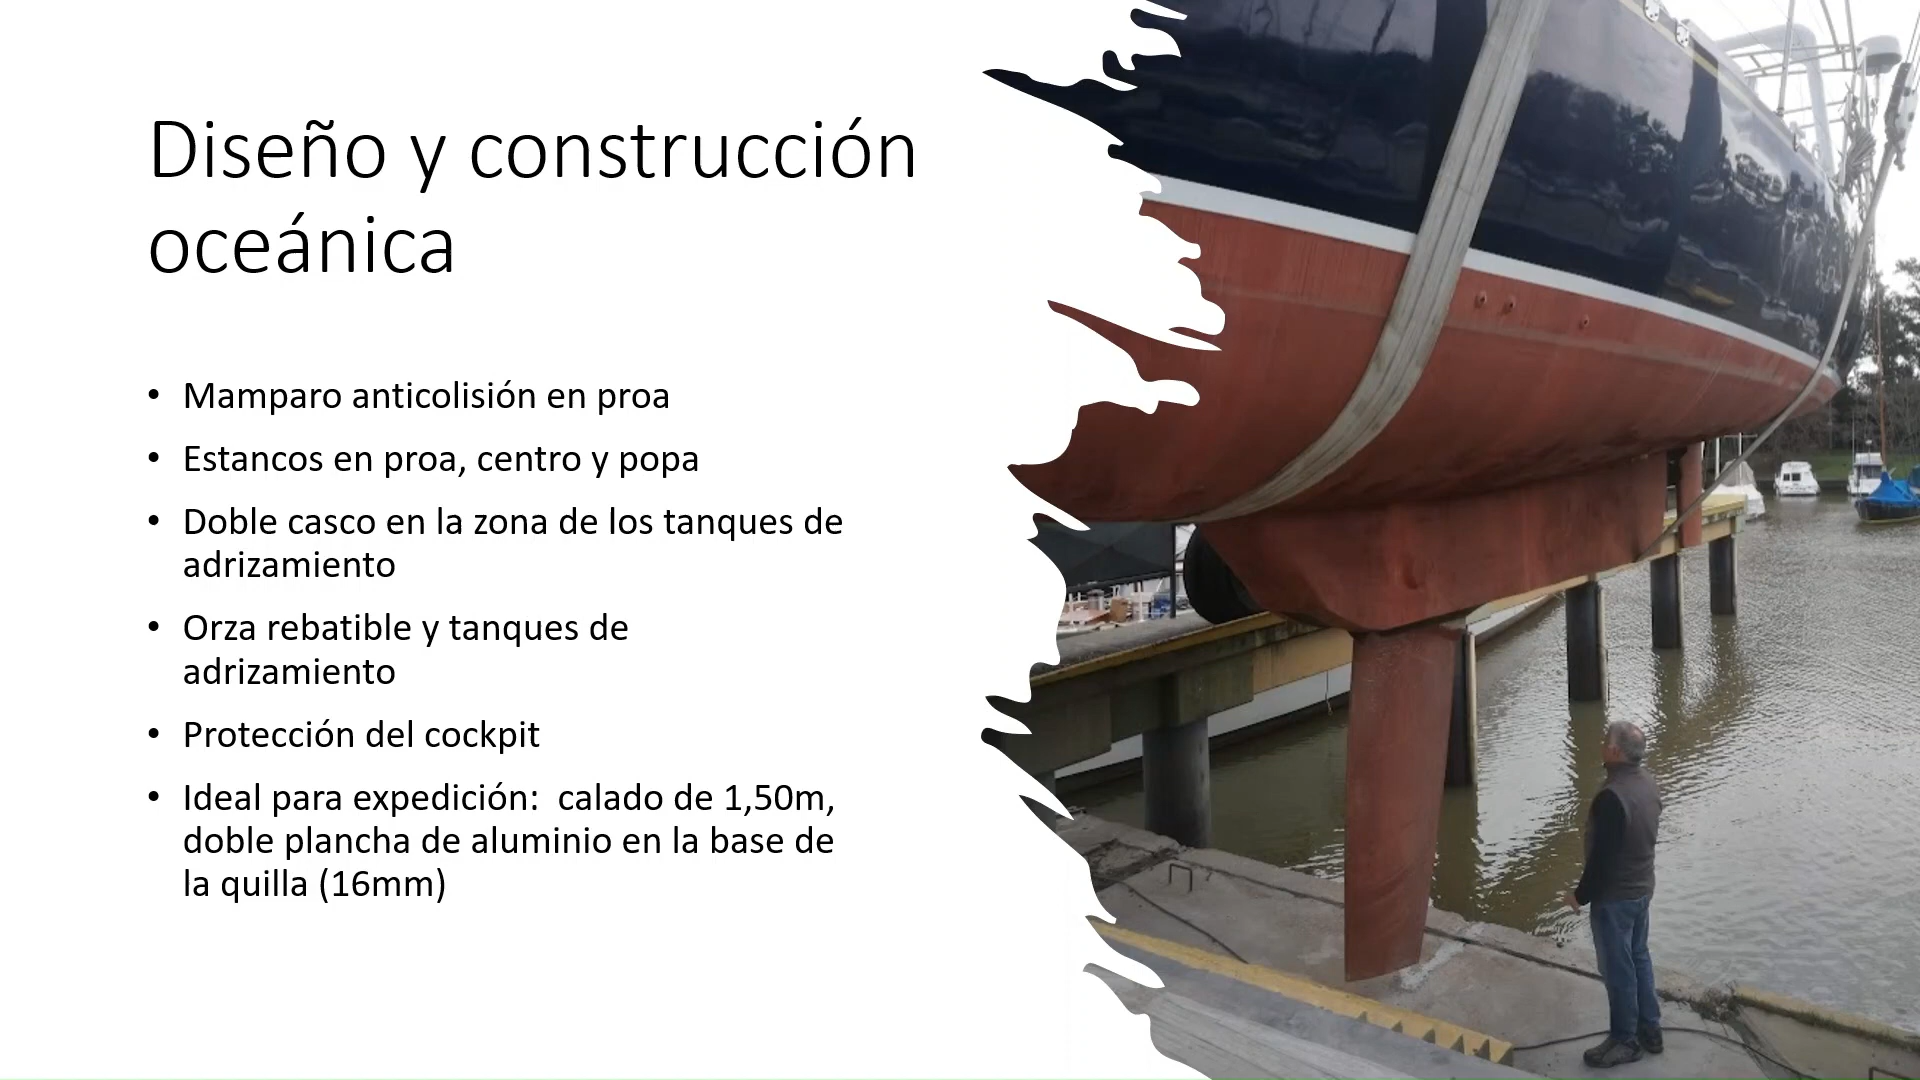 Diseño y construcción
oceánica
• Mamparo anticolisión en proa
• Estancos en proa, centro y popa
• Doble casco en la zona de los tanques de
adrizamiento
• Orza rebatible y tanques de
adrizamiento
• Protección del cockpit
• Ideal para expedición:  calado de 1,50m,
doble plancha de aluminio en la base de
la quilla (16mm)